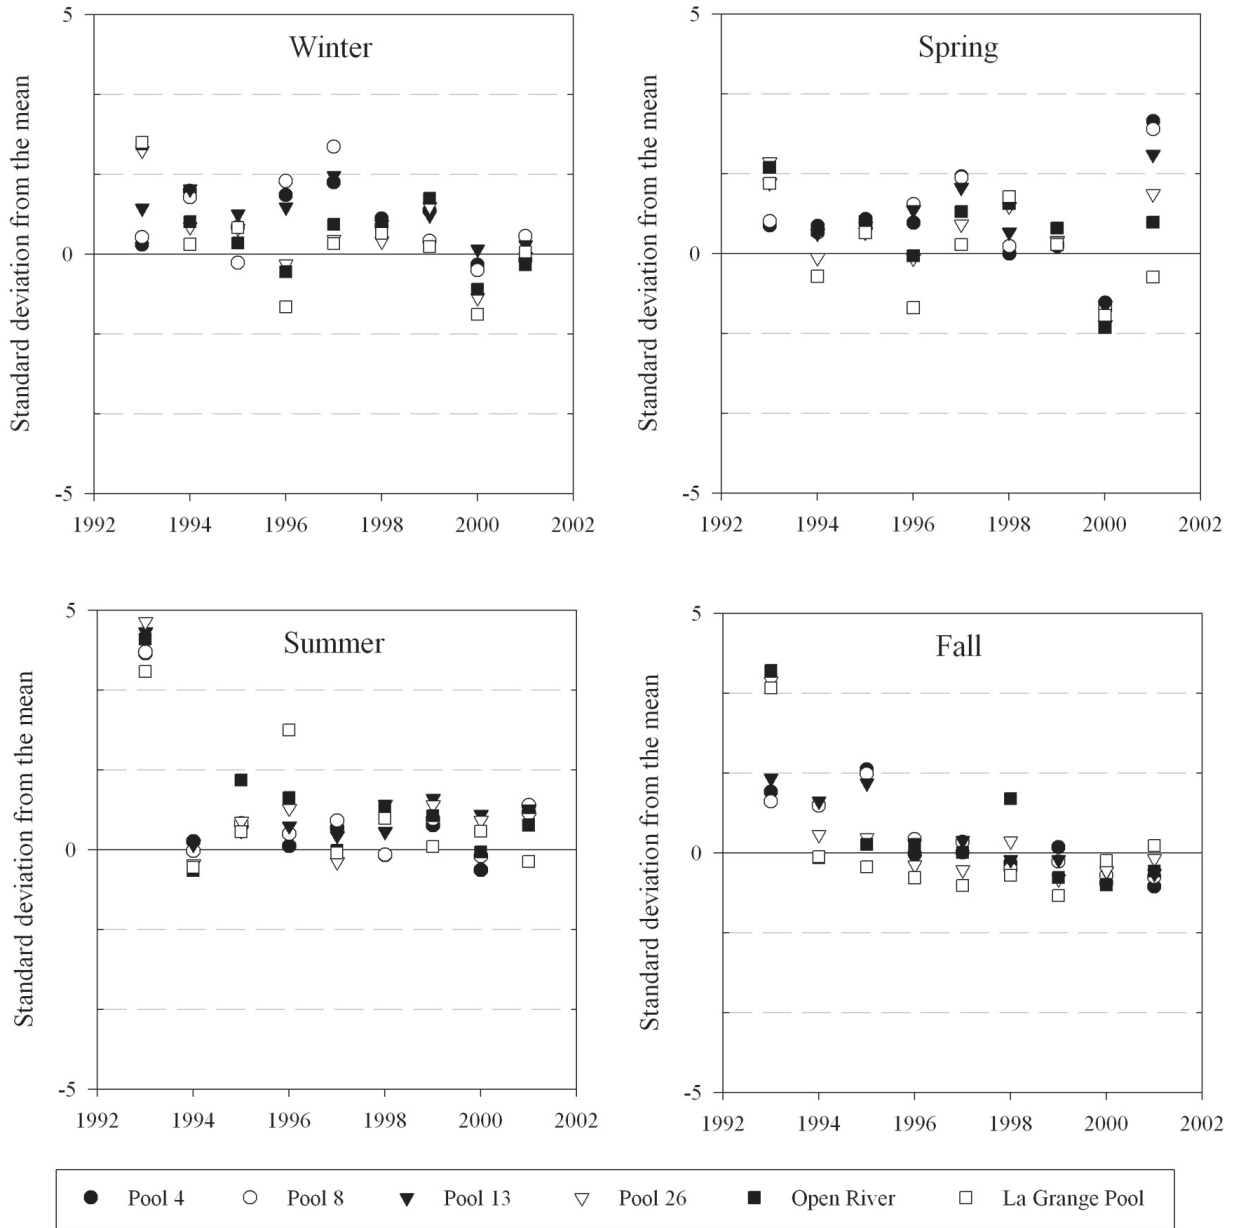 5
Winter
0
-5
1992 1994 1996 1998 2000 2002
Standard deviation from the mean
5
Spring
0
-5
1992 1994 1996 1998 2000 2002
Standard deviation from the mean
5
Summer
0
-5
1992 1994 1996 1998 2000 2002
Standard deviation from the mean
5
Fall
0
-5
1992 1994 1996 1998 2000 2002
Standard deviation from the mean
Pool 4 Pool 8 Pool 13 Pool 26 Open River La Grange Pool